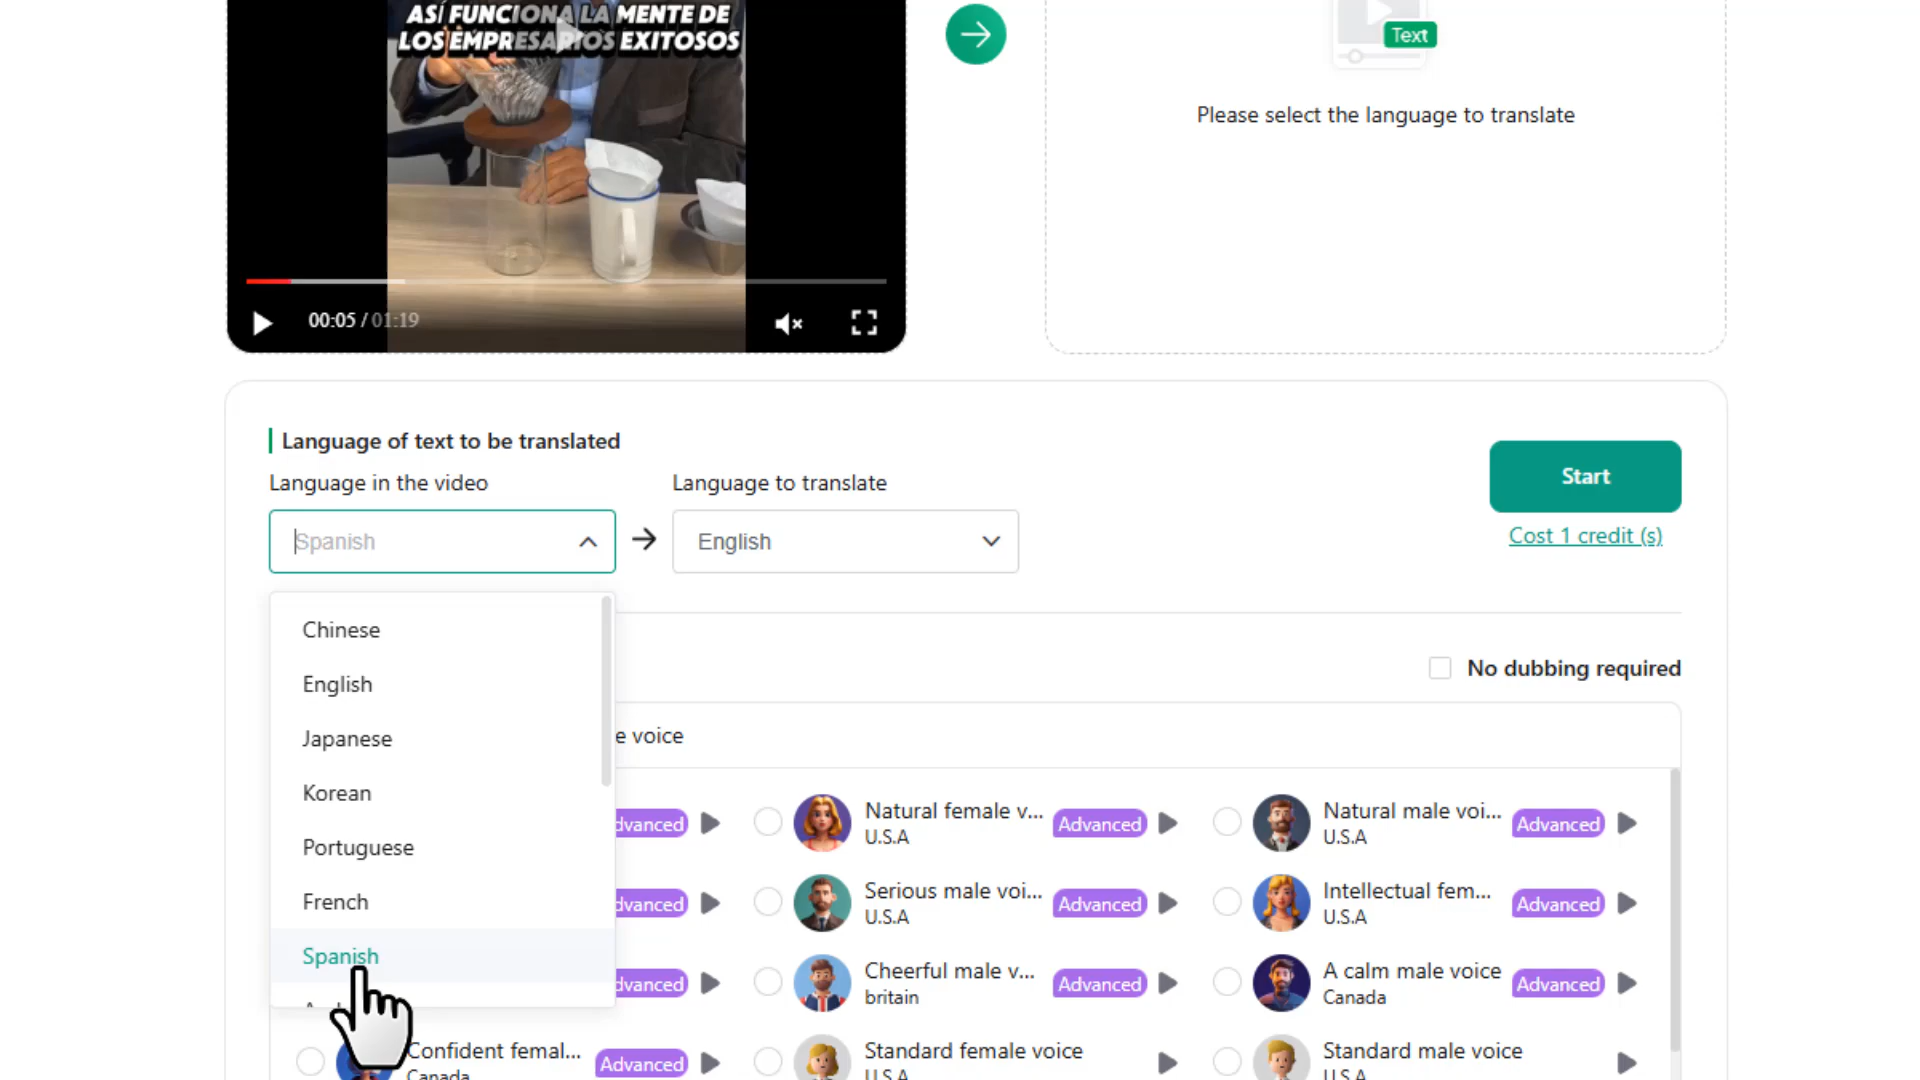 ASÍ FUNCIONA LA MENTE DE
LOS EMPRESARIOS EXITOSOS
00:05 / 01:19
Text
Please select the language to translate
Language of text to be translated
Language in the video
Language to translate
Spanish
English
Start
Cost 1 credit (s)
Chinese
English
Japanese
Korean
Portuguese
French
Spanish
No dubbing required
voice
Advanced
Natural female v...
U.S.A
Advanced
Natural male voi...
U.S.A
Advanced
Advanced
Serious male voi...
U.S.A
Advanced
Intellectual fem...
U.S.A
Advanced
Advanced
Cheerful male v...
britain
Advanced
A calm male voice
Canada
Advanced
Confident femal...
Canada
Advanced
Standard female voice
U.S.A
Standard male voice
U.S.A